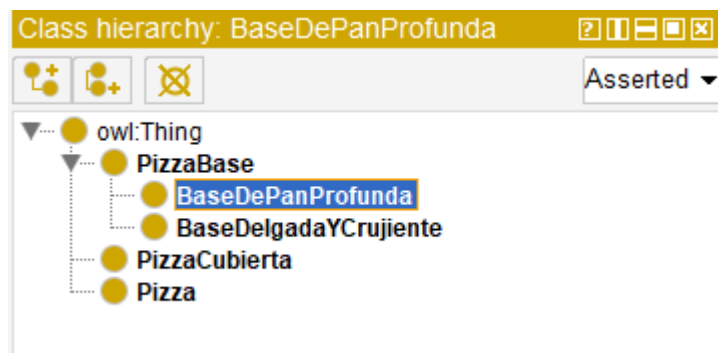 Class hierarchy: BaseDePanProfunda
Asserted
owl:Thing
PizzaBase
BaseDePanProfunda
BaseDelgadaYCrujiente
PizzaCubierta
Pizza